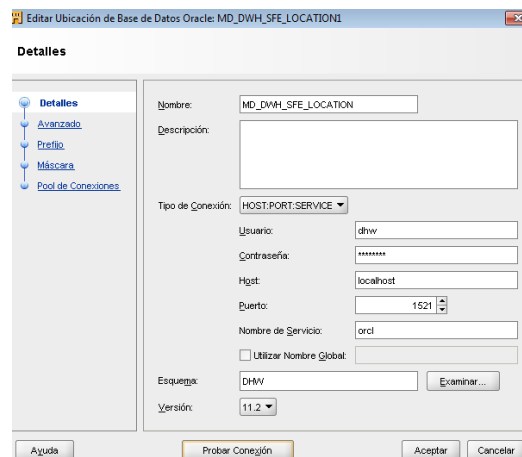 Editar Ubicación de Base de Datos Oracle: MD_DWH_SFE_LOCATION1
Detalles
Detalles
Avanzado
Prefijo
Máscara
Pool de Conexiones
Nombre: MD_DWH_SFE_LOCATION
Descripción:
Tipo de Conexión: HOST:PORT:SERVICE
Usuario: dhw
Contraseña: ********
Host: localhost
Puerto: 1521
Nombre de Servicio: orcl
Utilizar Nombre Global:
Esquema: DHW Examinar...
Versión: 11.2
Ayuda Probar Conexión Aceptar Cancelar